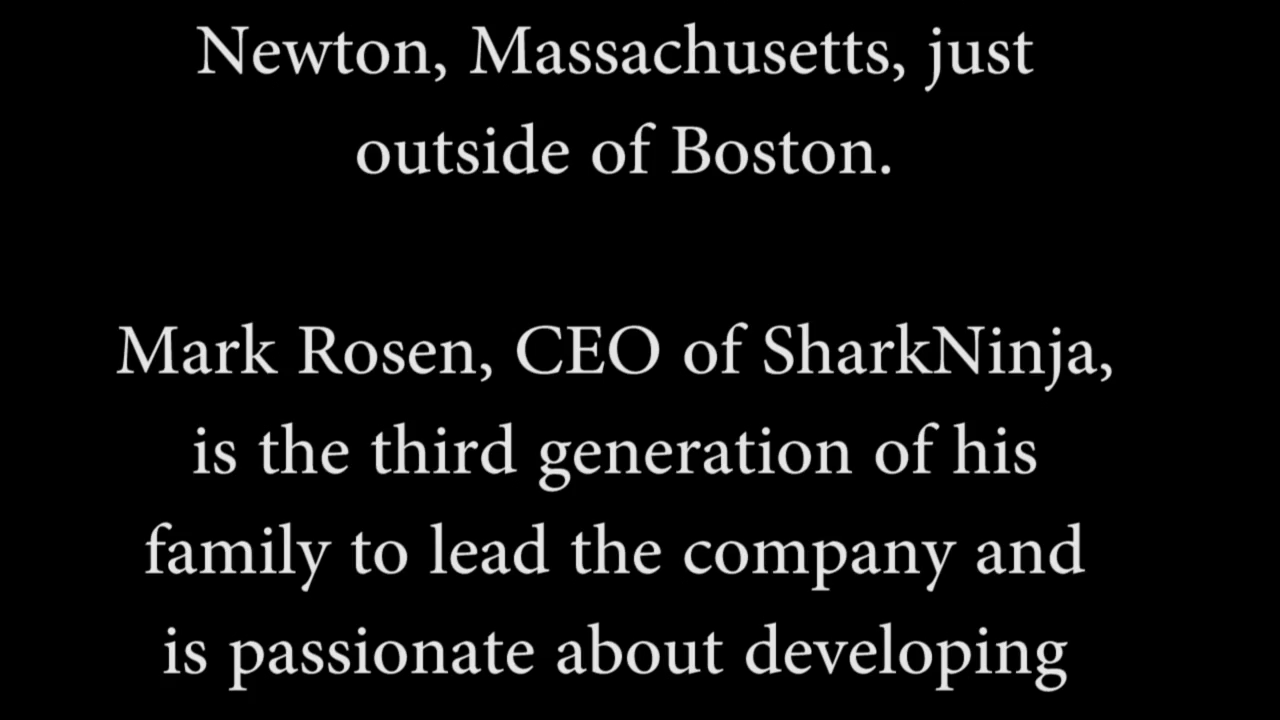 Newton, Massachusetts, just
outside of Boston.
Mark Rosen, CEO of SharkNinja,
is the third generation of his
family to lead the company and
is passionate about developing